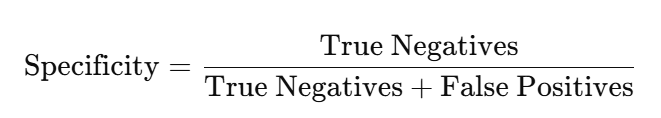 Specificity = True Negatives / True Negatives + False Positives